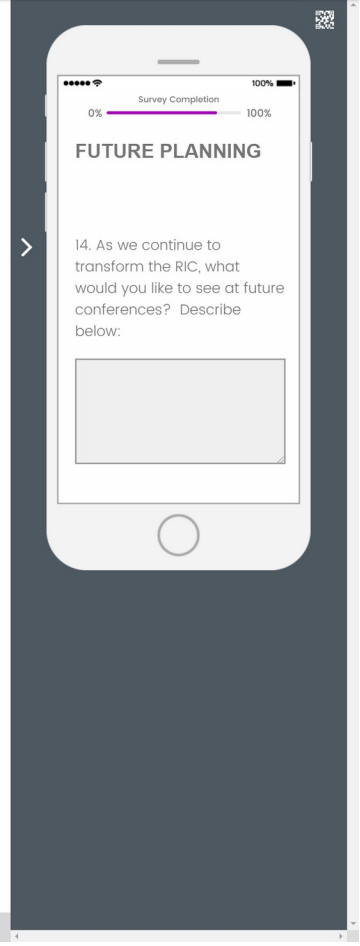 100%
Survey Completion
0% 100%
FUTURE PLANNING
14. As we continue to
transform the RIC, what
would you like to see at future
conferences? Describe
below: